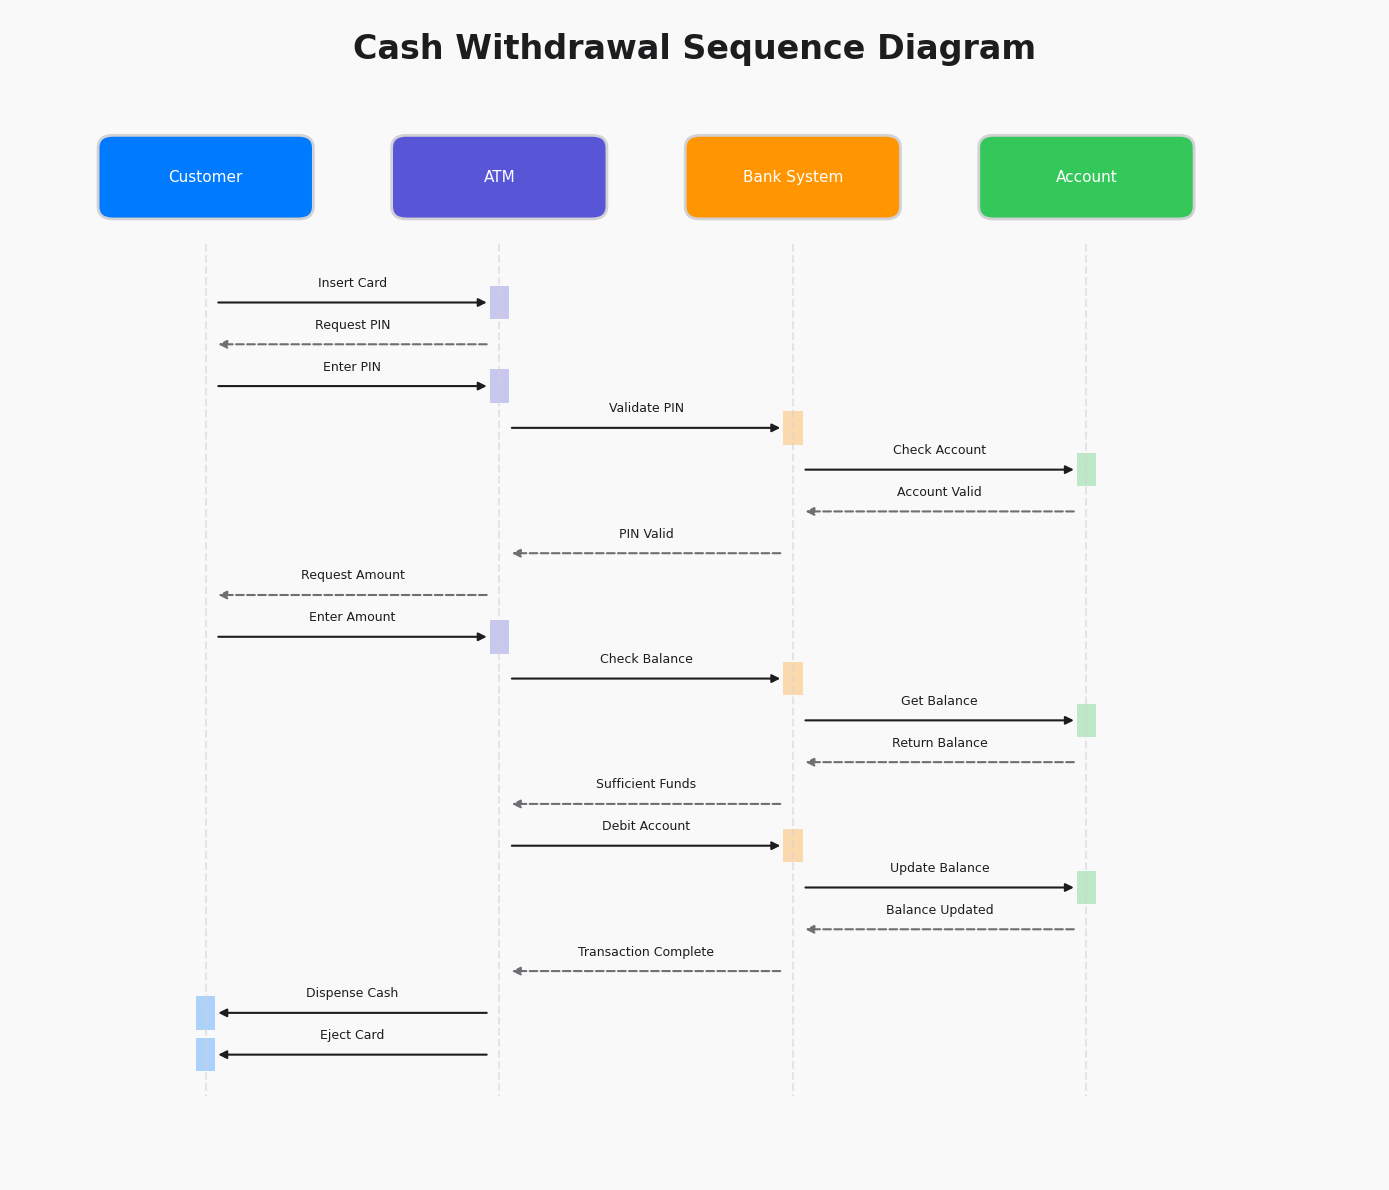 Cash Withdrawal Sequence Diagram
Customer
ATM
Bank System
Account
Insert Card
Request PIN
Enter PIN
Validate PIN
Check Account
Account Valid
PIN Valid
Request Amount
Enter Amount
Check Balance
Get Balance
Return Balance
Sufficient Funds
Debit Account
Update Balance
Balance Updated
Transaction Complete
Dispense Cash
Eject Card